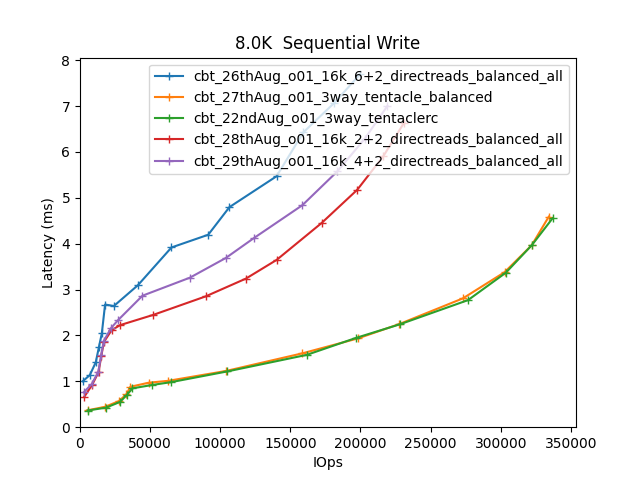 8.0K  Sequential Write
cbt_26thAug_o01_16k_6+2_directreads_balanced_all
cbt_27thAug_o01_3way_tentacle_balanced
cbt_22ndAug_o01_3way_tentaclerc
cbt_28thAug_o01_16k_2+2_directreads_balanced_all
cbt_29thAug_o01_16k_4+2_directreads_balanced_all
Latency (ms)
8
7
6
5
4
3
2
1
0
0 50000 100000 150000 200000 250000 300000 350000
IOps